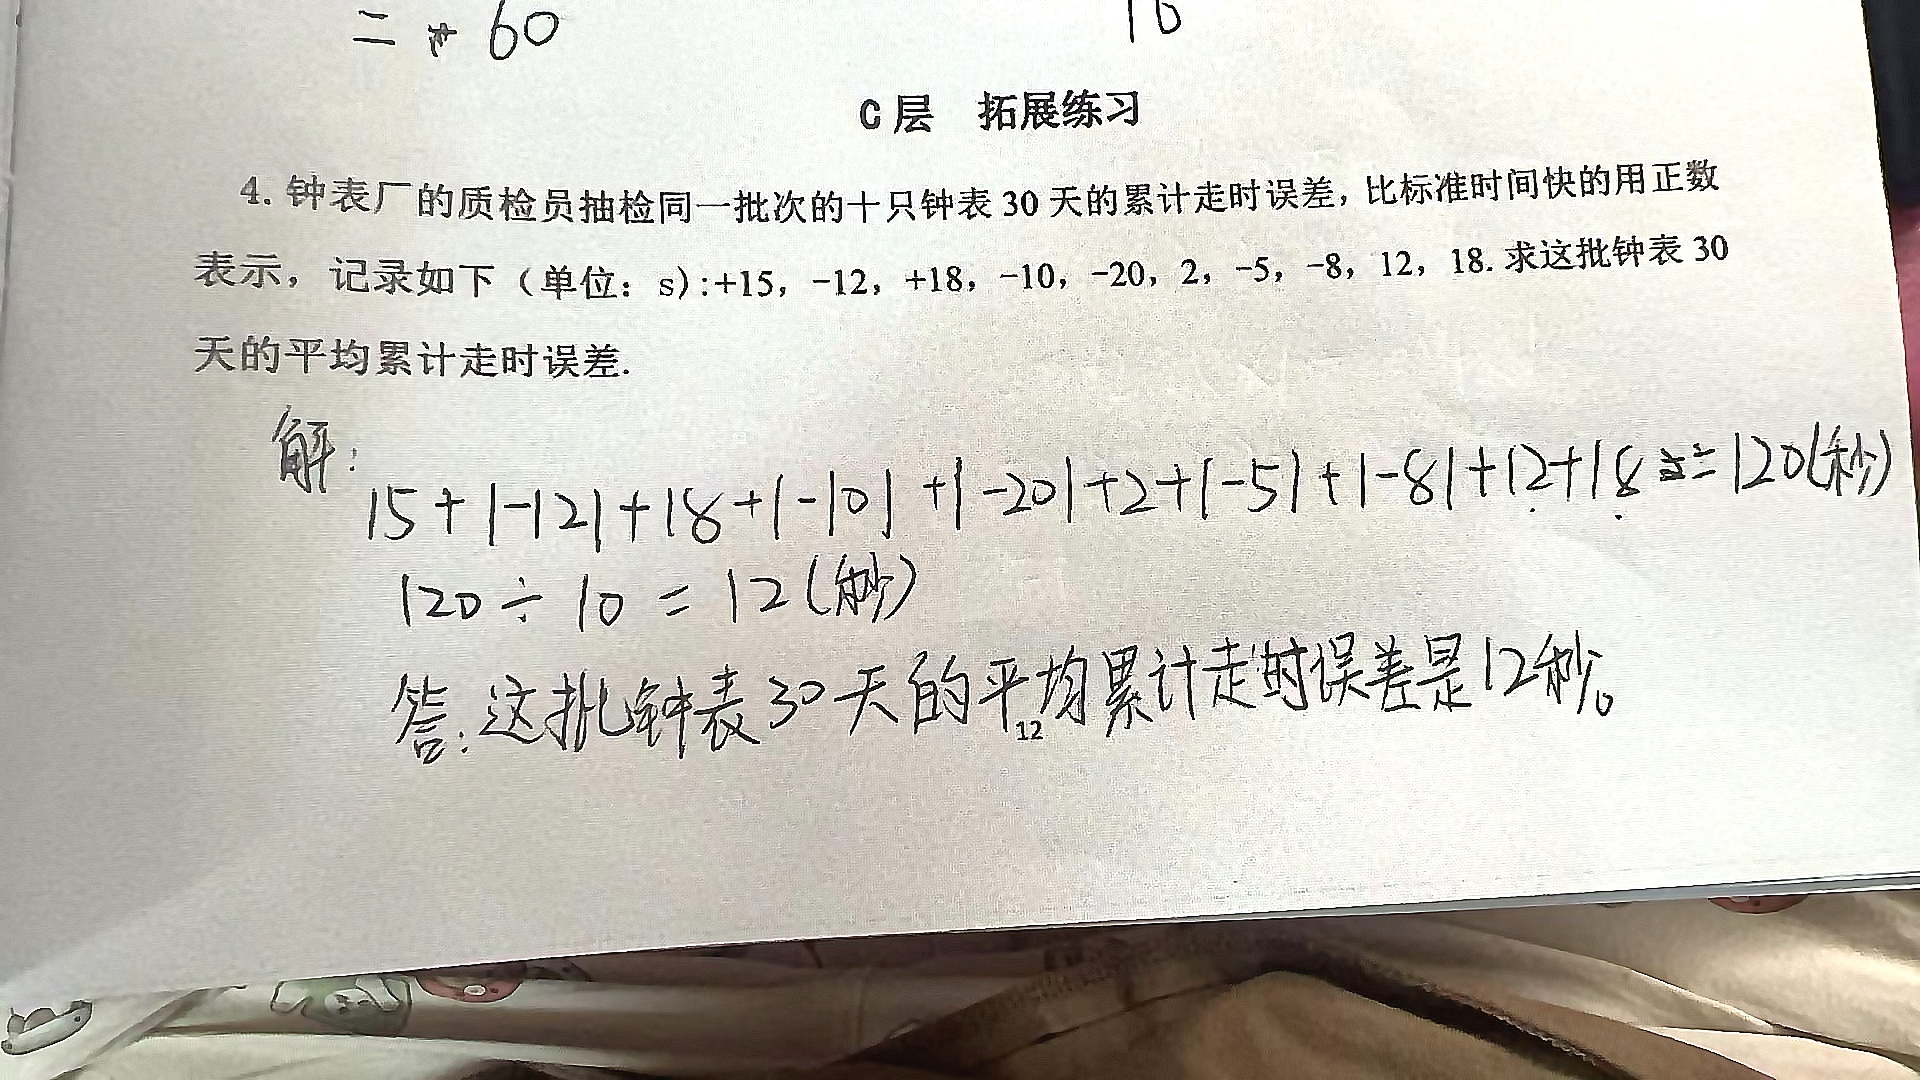 = + 60
10
C层 拓展练习
4. 钟表厂的质检员抽检同一批次的十只钟表 30 天的累计走时误差，比标准时间快的用正数
表示，记录如下（单位：s）:+15，-12，+18，-10，-20，2，-5，-8，12，18. 求这批钟表 30
天的平均累计走时误差.
解：
15+|-12|+18+|-10|+|-20|+2+|-5|+|-8|+12+18=120(秒)
120÷10=12(秒)
答：这批钟表30天的平均累计走时误差是12秒。
12